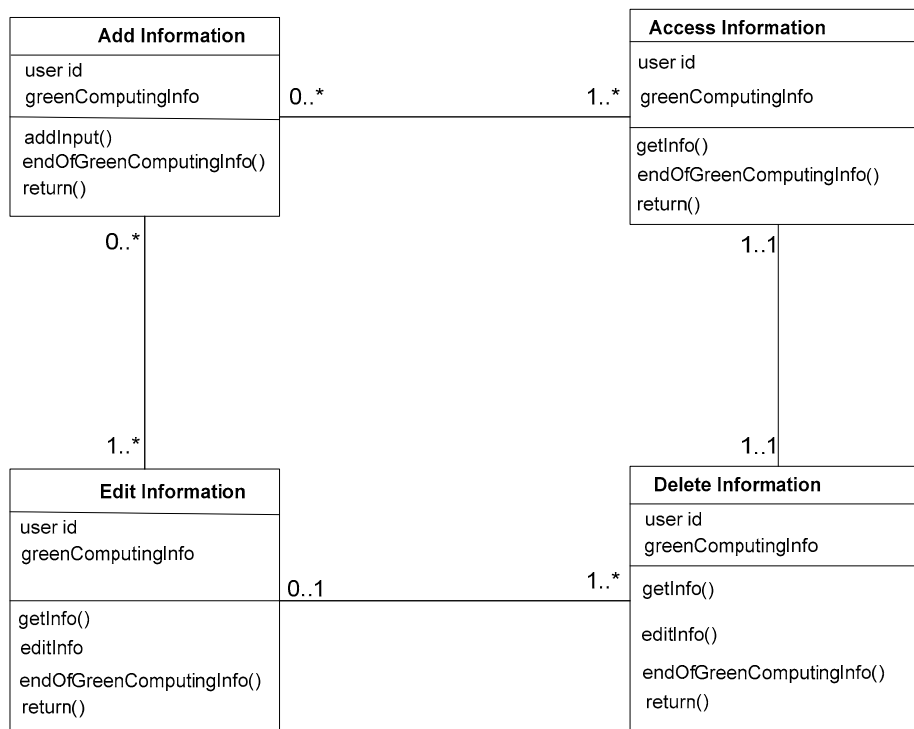 Add Information
user id
greenComputingInfo
addInput()
endOfGreenComputingInfo()
return()
0..*
1..*
Access Information
user id
greenComputingInfo
getInfo()
endOfGreenComputingInfo()
return()
0..*
1..*
1..1
1..1
Edit Information
user id
greenComputingInfo
getInfo()
editInfo
endOfGreenComputingInfo()
return()
0..1
1..*
Delete Information
user id
greenComputingInfo
getInfo()
editInfo()
endOfGreenComputingInfo()
return()